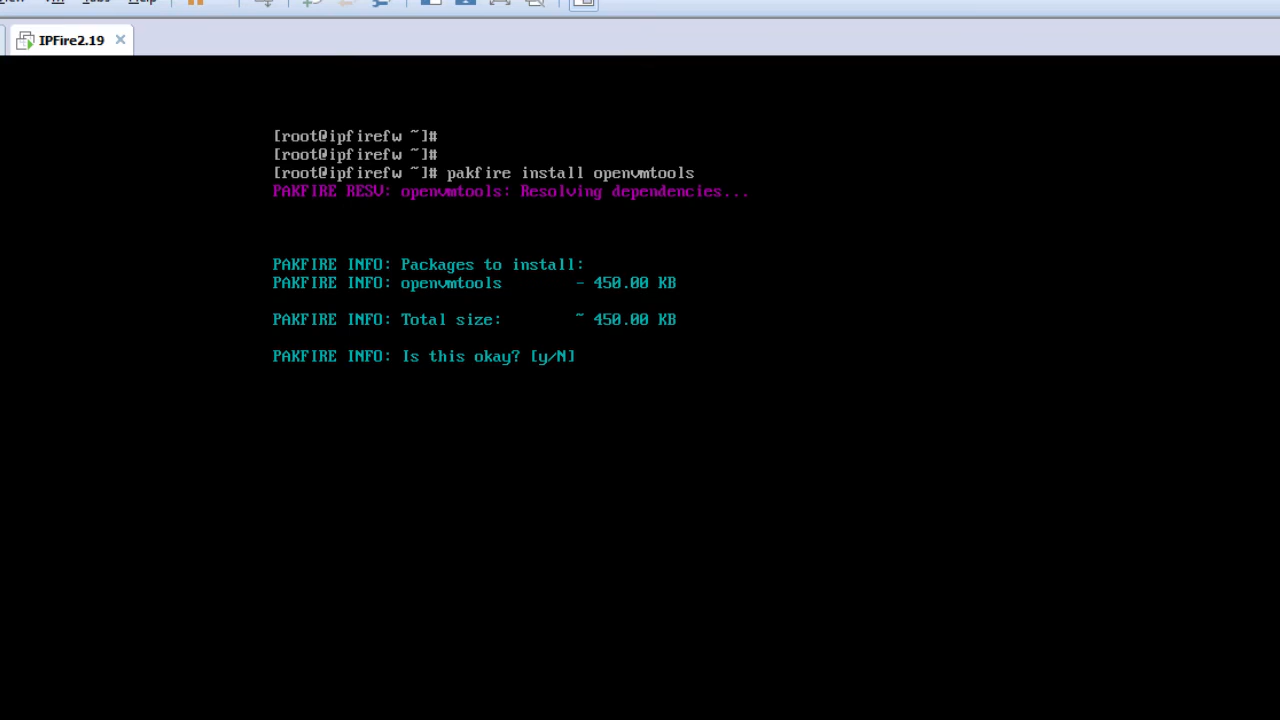 Jobs Help
IPFire2.19
[root@ipfirefw ~]#
[root@ipfirefw ~]#
[root@ipfirefw ~]# pakfire install openvmtools
PAKFIRE RESV: openvmtools: Resolving dependencies...
PAKFIRE INFO: Packages to install:
PAKFIRE INFO: openvmtools - 450.00 KB
PAKFIRE INFO: Total size: ~ 450.00 KB
PAKFIRE INFO: Is this okay? [y/N]